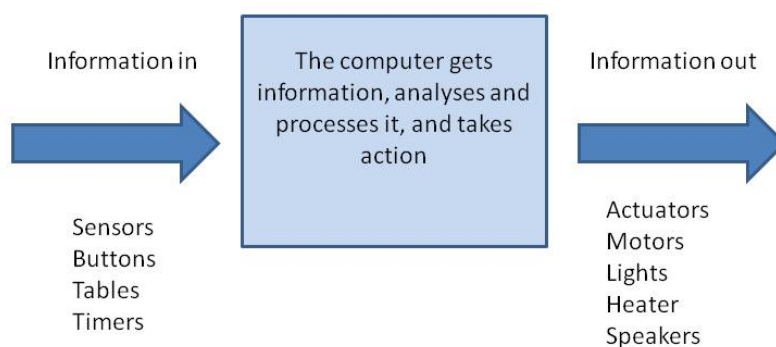 Information in
The computer gets
information, analyses and
processes it, and takes
action
Information out
Sensors
Buttons
Tables
Timers
Actuators
Motors
Lights
Heater
Speakers